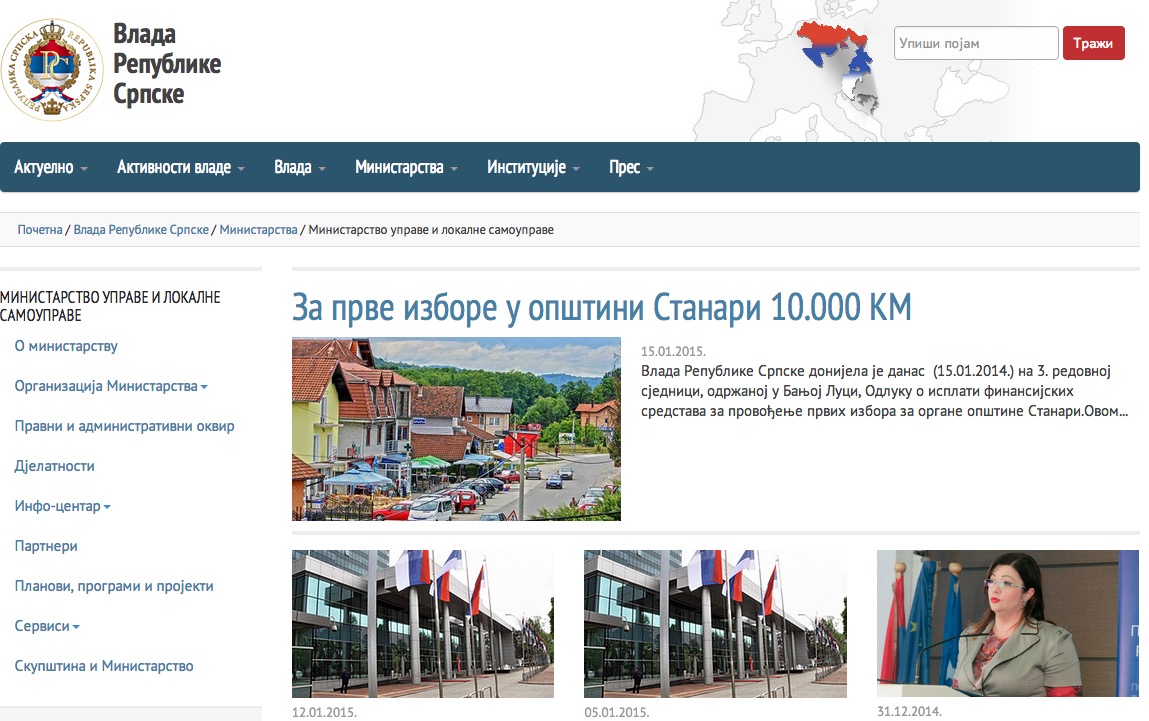 Влада
Републике
Српске
РЕПУБЛИКА СРПСКА
REPUBLIKA SRPSKA
Упиши појам
Тражи
Актуелно
Активности владе
Влада
Министарства
Институције
Прес
Почетна / Влада Републике Српске / Министарства / Министарство управе и локалне самоуправе
МИНИСТАРСТВО УПРАВЕ И ЛОКАЛНЕ
САМОУПРАВЕ
О министарству
Организација Министарства
Правни и административни оквир
Дјелатности
Инфо-центар
Партнери
Планови, програми и пројекти
Сервиси
Скупштина и Министарство
За прве изборе у општини Станари 10.000 КМ
15.01.2015.
Влада Републике Српске донијела је данас (15.01.2014.) на 3. редовној
сједници, одржаној у Бањој Луци, Одлуку о исплати финансијских
средстава за провођење првих избора за органе општине Станари.Овом...
12.01.2015.
05.01.2015.
31.12.2014.